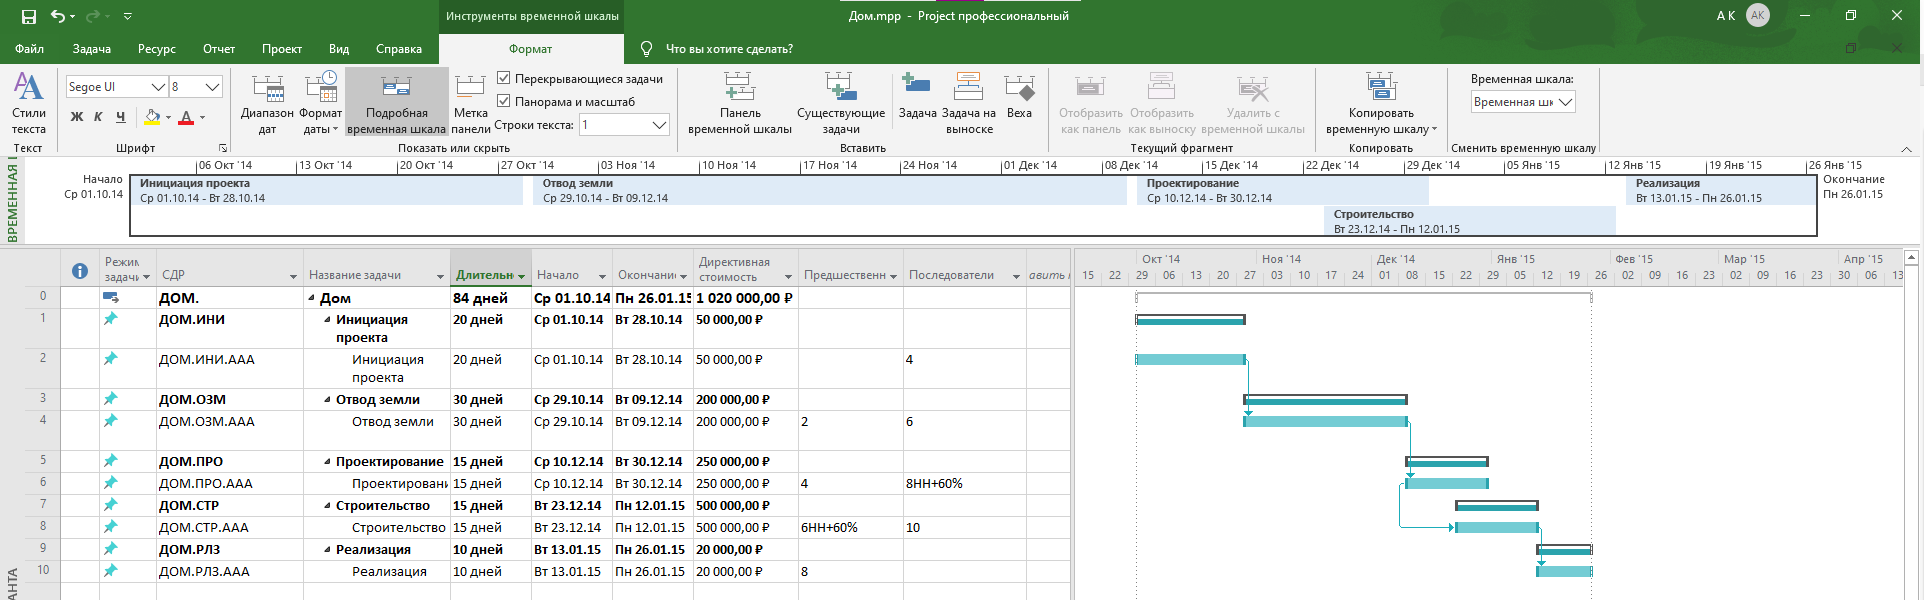 Инструменты временной шкалы
Дом.mpp - Project профессиональный
A K
AK
Файл Задача Ресурс Отчет Проект Вид Справка Формат Что вы хотите сделать?
Стили текста
Текст
Segoe UI 8
Ж К Ч
Шрифт
Диапазон дат
Формат даты
Подробная временная шкала
Метка панели
Перекрывающиеся задачи
Панорама и масштаб
Строки текста: 1
Показать или скрыть
Панель временной шкалы
Существующие задачи
Задача
Задача на выноске
Веха
Вставить
Отобразить как панель
Отобразить как выноску
Удалить с временной шкалы
Текущий фрагмент
Копировать временную шкалу
Копировать
Временная шкала:
Временная шк
Сменить временную шкалу
06 Окт '14 13 Окт '14 20 Окт '14 27 Окт '14 03 Ноя '14 10 Ноя '14 17 Ноя '14 24 Ноя '14 01 Дек '14 08 Дек '14 15 Дек '14 22 Дек '14 29 Дек '14 05 Янв '15 12 Янв '15 19 Янв '15 26 Янв '15
ВРЕМЕННАЯ
Начало
Ср 01.10.14
Инициация проекта
Ср 01.10.14 - Вт 28.10.14
Отвод земли
Ср 29.10.14 - Вт 09.12.14
Проектирование
Ср 10.12.14 - Вт 30.12.14
Реализация
Вт 13.01.15 - Пн 26.01.15
Окончание
Пн 26.01.15
Строительство
Вт 23.12.14 - Пн 12.01.15
Режим задачи СДР Название задачи Длительн Начало Окончание Директивная стоимость Предшественн Последователи авить
Окт '14 Ноя '14 Дек '14 Янв '15 Фев '15 Мар '15 Апр '15
15 22 29 06 13 20 27 03 10 17 24 01 08 15 22 29 05 12 19 26 02 09 16 23 02 09 16 23 30 06 13
0 ДОМ. Дом 84 дней Ср 01.10.14 Пн 26.01.15 1 020 000,00 ₽
1 ДОМ.ИНИ Инициация проекта 20 дней Ср 01.10.14 Вт 28.10.14 50 000,00 ₽
2 ДОМ.ИНИ.ААА Инициация проекта 20 дней Ср 01.10.14 Вт 28.10.14 50 000,00 ₽ 4
3 ДОМ.ОЗМ Отвод земли 30 дней Ср 29.10.14 Вт 09.12.14 200 000,00 ₽
4 ДОМ.ОЗМ.ААА Отвод земли 30 дней Ср 29.10.14 Вт 09.12.14 200 000,00 ₽ 2 6
5 ДОМ.ПРО Проектирование 15 дней Ср 10.12.14 Вт 30.12.14 250 000,00 ₽
6 ДОМ.ПРО.ААА Проектировани 15 дней Ср 10.12.14 Вт 30.12.14 250 000,00 ₽ 4 8НН+60%
7 ДОМ.СТР Строительство 15 дней Вт 23.12.14 Пн 12.01.15 500 000,00 ₽
8 ДОМ.СТР.ААА Строительство 15 дней Вт 23.12.14 Пн 12.01.15 500 000,00 ₽ 6НН+60% 10
9 ДОМ.РЛЗ Реализация 10 дней Вт 13.01.15 Пн 26.01.15 20 000,00 ₽
10 ДОМ.РЛЗ.ААА Реализация 10 дней Вт 13.01.15 Пн 26.01.15 20 000,00 ₽ 8
АНТА